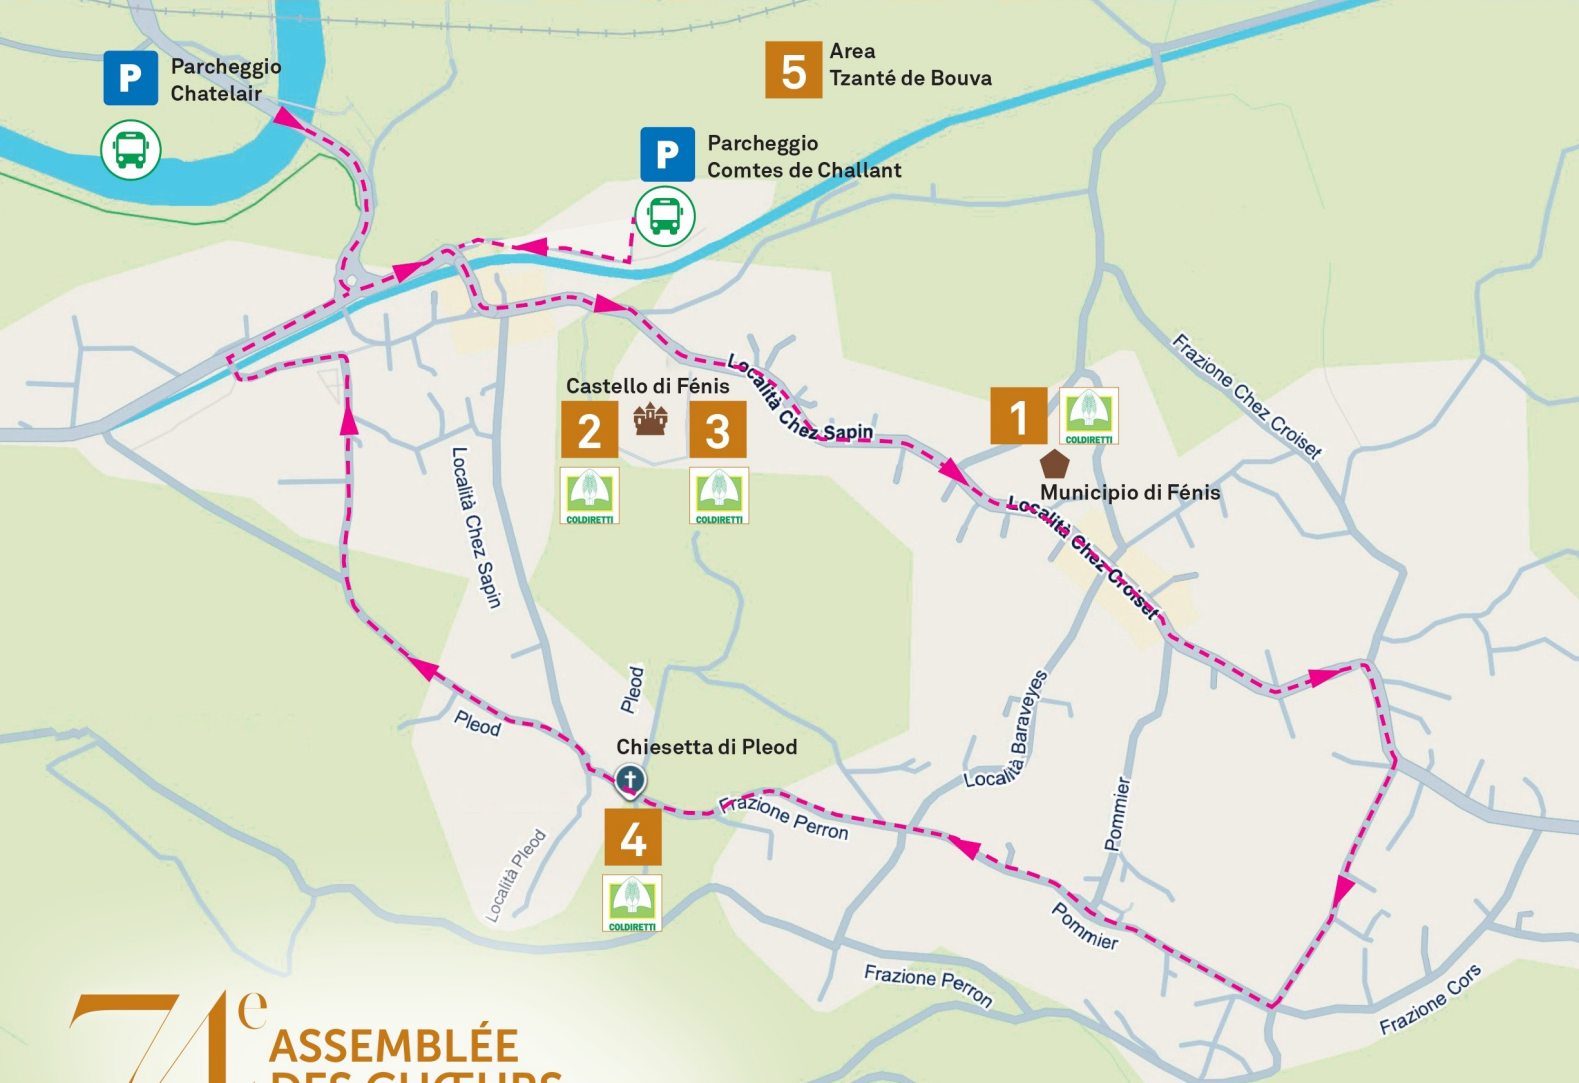 P
Parcheggio
Chatelair
5
Area
Tzanté de Bouva
P
Parcheggio
Comtes de Challant
Frazione Chez Croiset
Località Chez Sapin
Castello di Fénis
2
3
COLDIRETTI
COLDIRETTI
1
COLDIRETTI
Municipio di Fénis
Località Chez Croiset
Località Chez Sapin
Pleod
Pleod
Chiesetta di Pleod
4
COLDIRETTI
Località Pleod
Frazione Perron
Località Baraveyes
Pommier
Pommier
Frazione Perron
Frazione Cors
74e
ASSEMBLÉE
DES CHŒURS